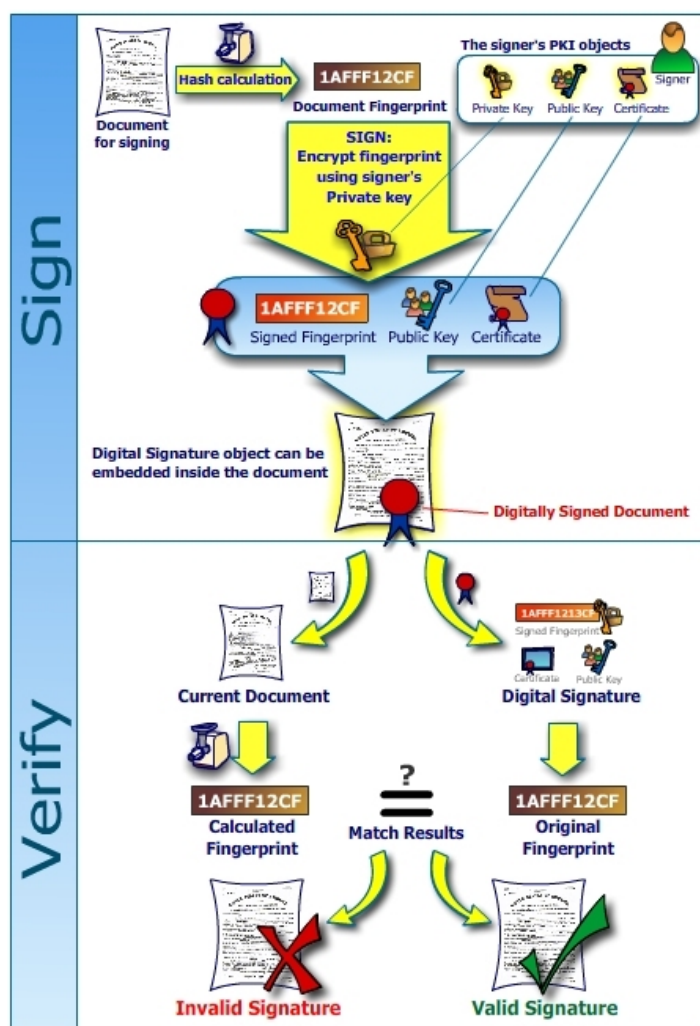 The signer's PKI objects
Signer
Private Key
Public Key
Certificate
Hash calculation
1AFFF12CF
Document Fingerprint
Document
for signing
SIGN:
Encrypt fingerprint
using signer's
Private key
Sign
1AFFF12CF
Signed Fingerprint
Public Key
Certificate
Digital Signature object can be
embedded inside the document
Digitally Signed Document
Verify
1AFFF1213CF
Signed Fingerprint
Certificate
Public Key
Current Document
Digital Signature
?
1AFFF12CF
Calculated
Fingerprint
Match Results
1AFFF12CF
Original
Fingerprint
Invalid Signature
Valid Signature